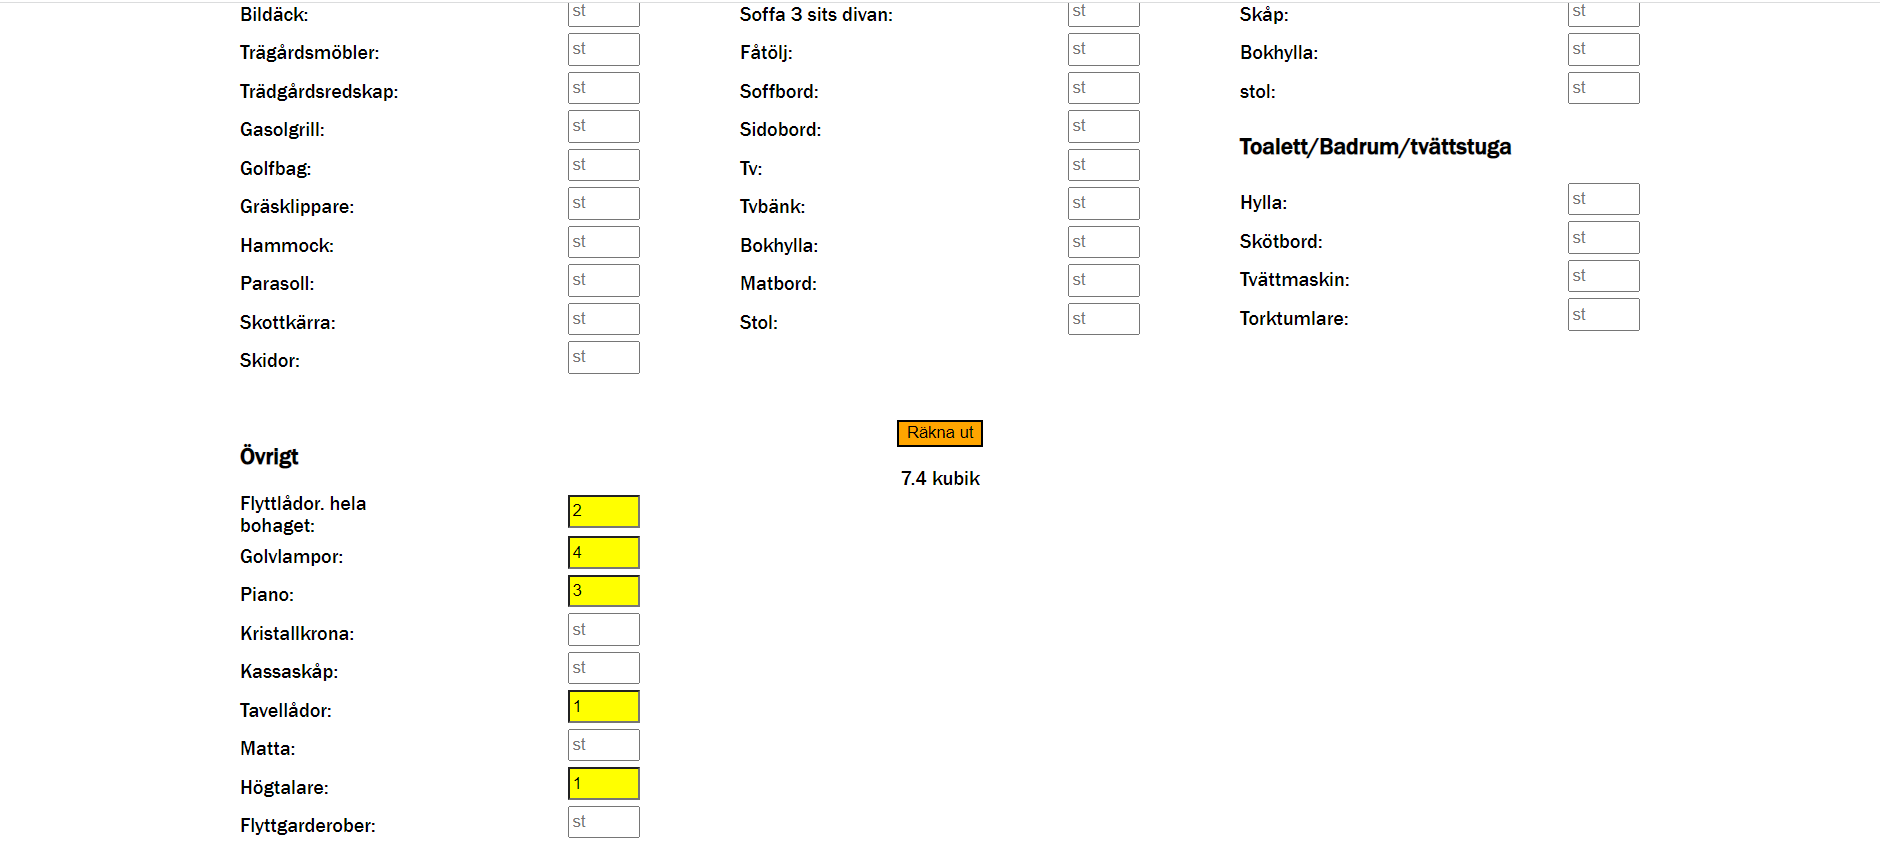 Bildäck: st
Trägårdsmöbler: st
Trädgårdsredskap: st
Gasolgrill: st
Golfbag: st
Gräsklippare: st
Hammock: st
Parasoll: st
Skottkärra: st
Skidor: st
Soffa 3 sits divan: st
Fåtölj: st
Soffbord: st
Sidobord: st
Tv: st
Tvbänk: st
Bokhylla: st
Matbord: st
Stol: st
Skåp: st
Bokhylla: st
stol: st
Toalett/Badrum/tvättstuga
Hylla: st
Skötbord: st
Tvättmaskin: st
Torktumlare: st
Räkna ut
7.4 kubik
Övrigt
Flyttlådor. hela
bohaget: 2
Golvlampor: 4
Piano: 3
Kristallkrona: st
Kassaskåp: st
Tavellådor: 1
Matta: st
Högtalare: 1
Flyttgarderober: st